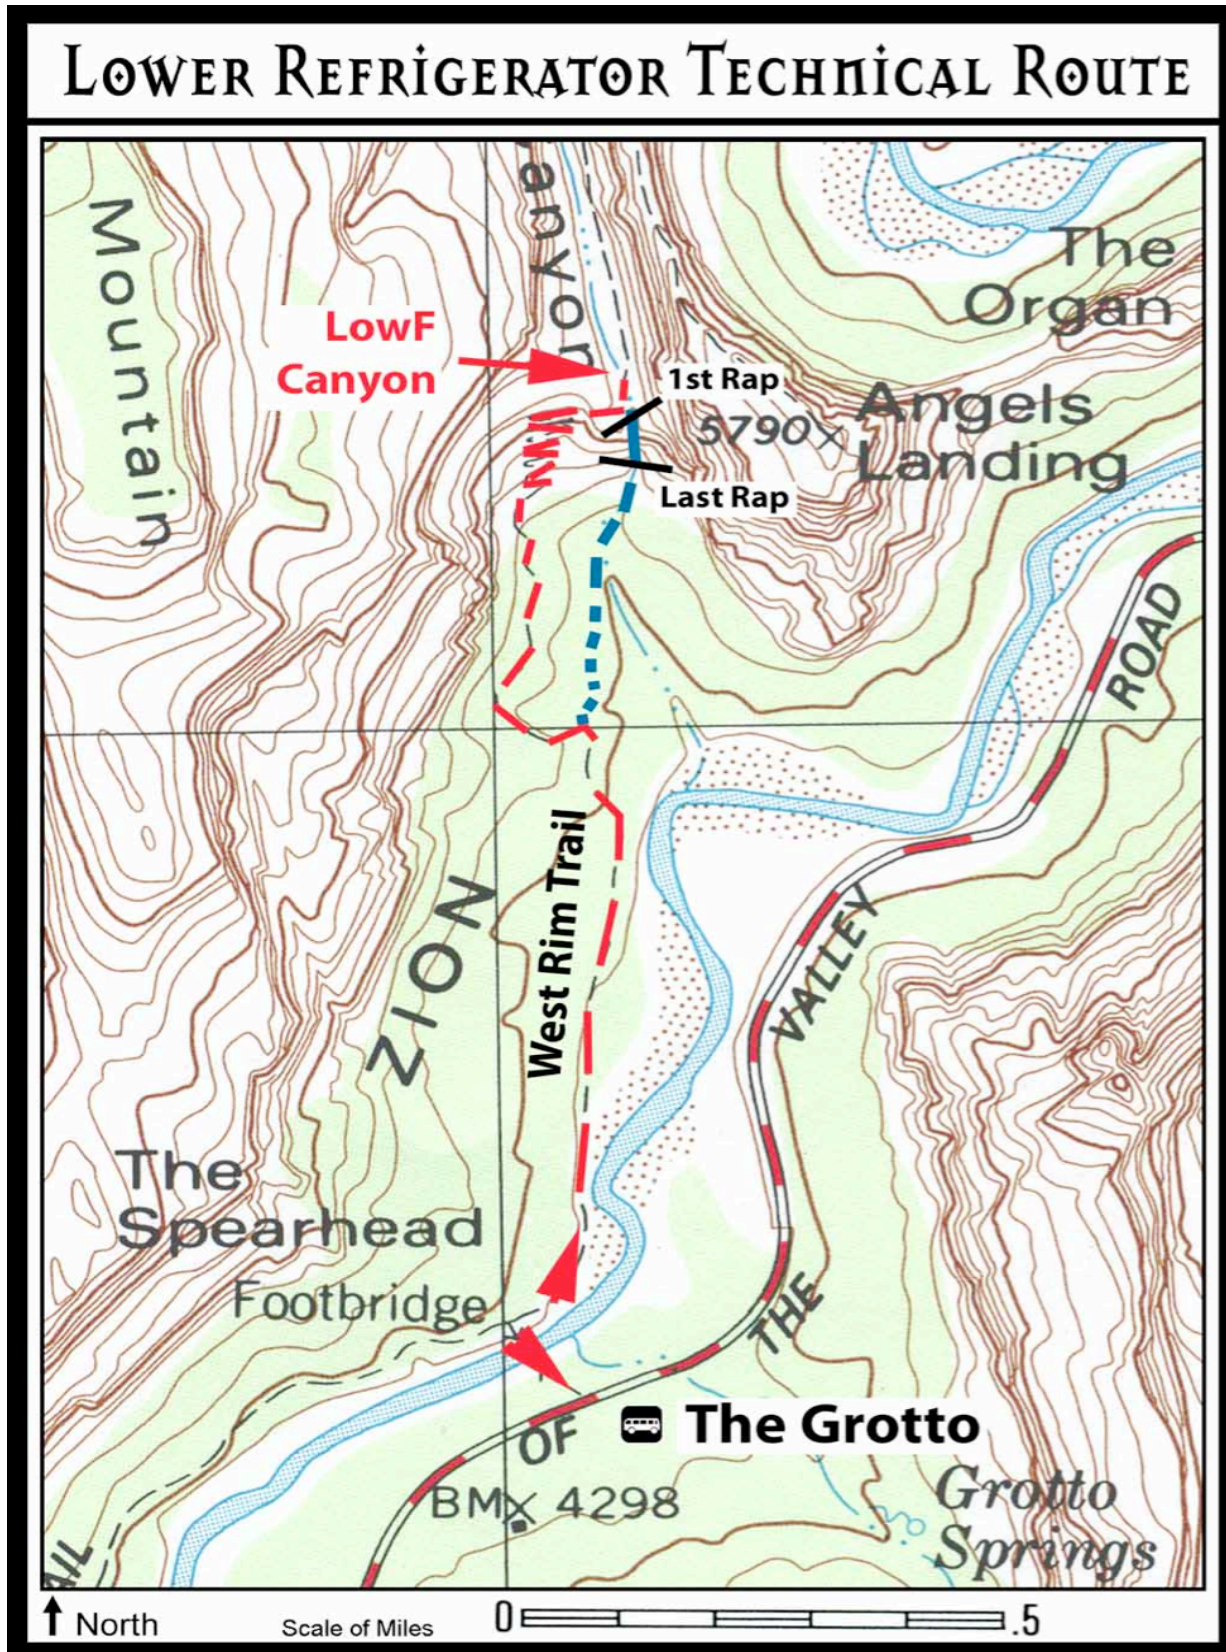 Lower Refrigerator Technical Route
anyon
Mountain
The
Organ
LowF
Canyon
1st Rap
5790x
Angels
Landing
Last Rap
ROAD
West Rim Trail
ZION
VALLEY
The
Spearhead
Footbridge
THE
The Grotto
OF
BMx 4298
Grotto
Springs
AIL
North
Scale of Miles
0
.5